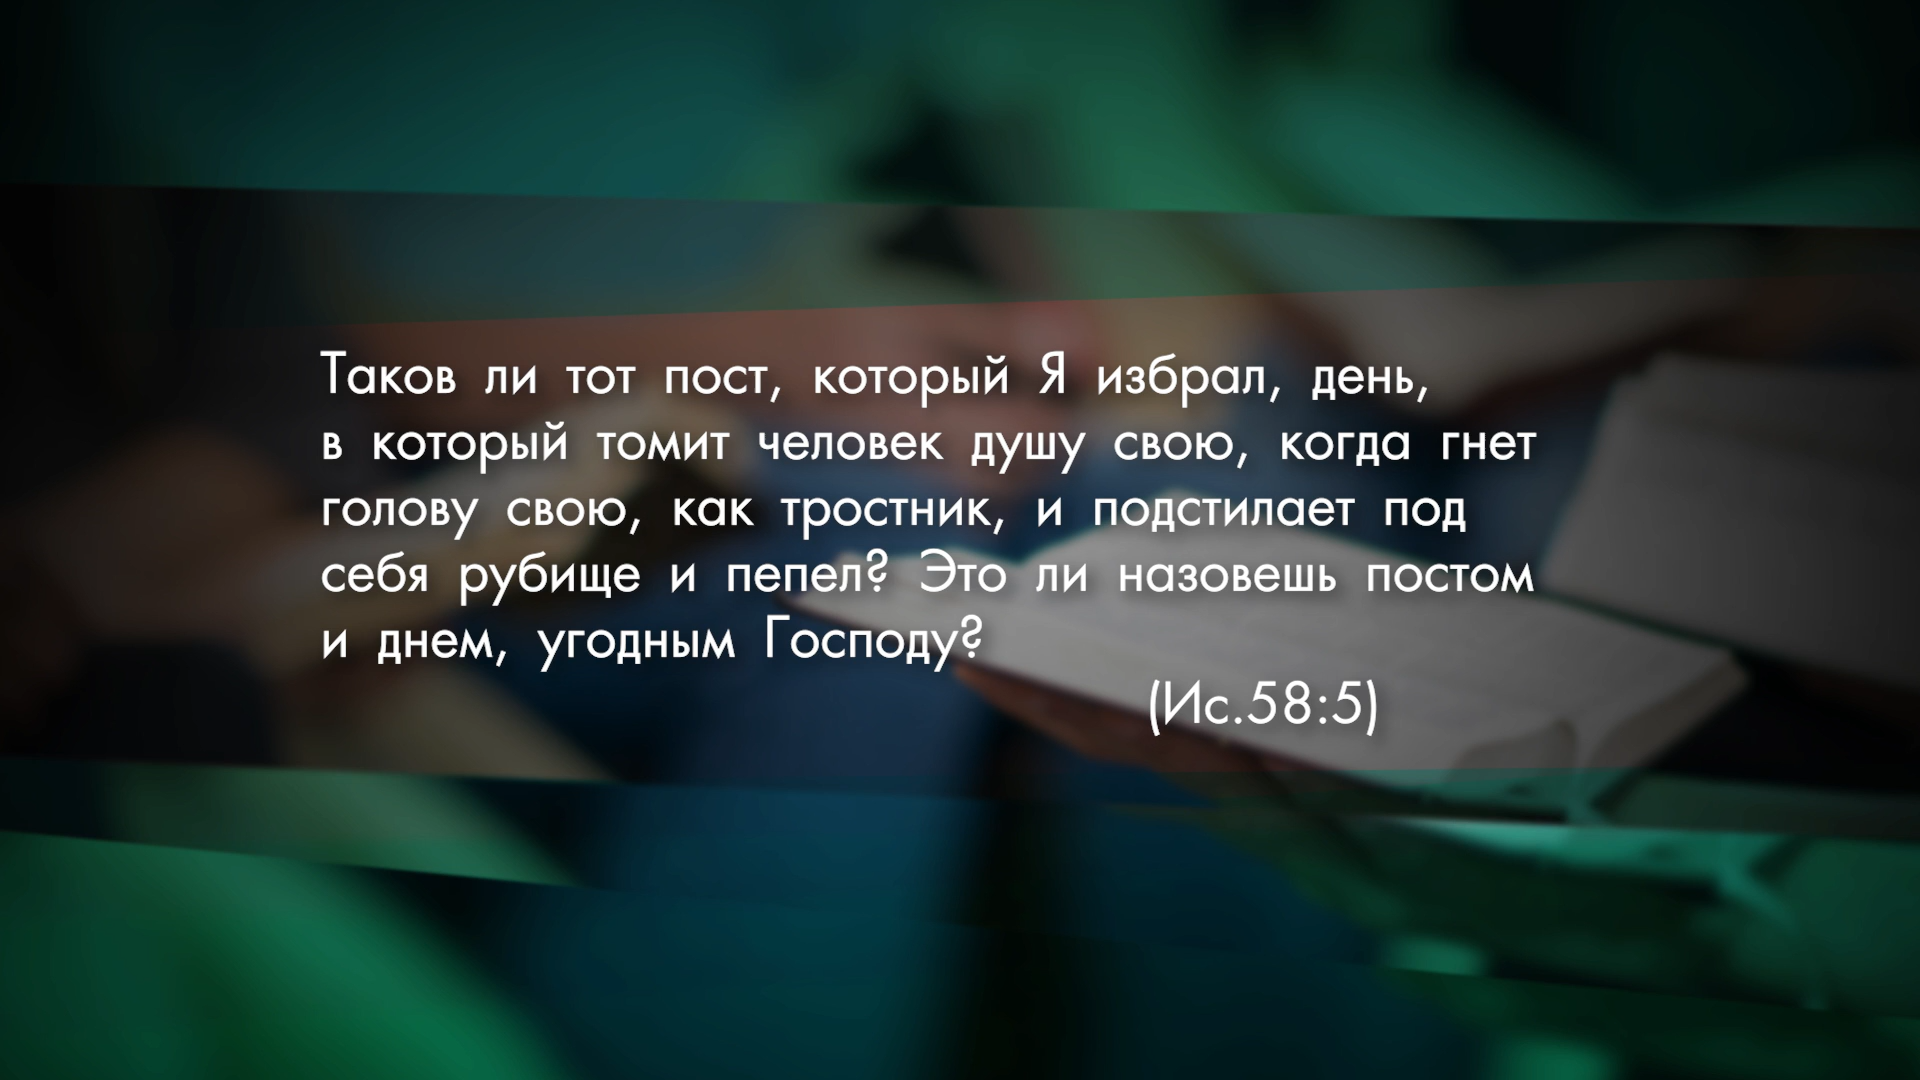 Таков ли тот пост, который Я избрал, день,
в который томит человек душу свою, когда гнет
голову свою, как тростник, и подстилает под
себя рубище и пепел? Это ли назовешь постом
и днем, угодным Господу?
(Ис.58:5)